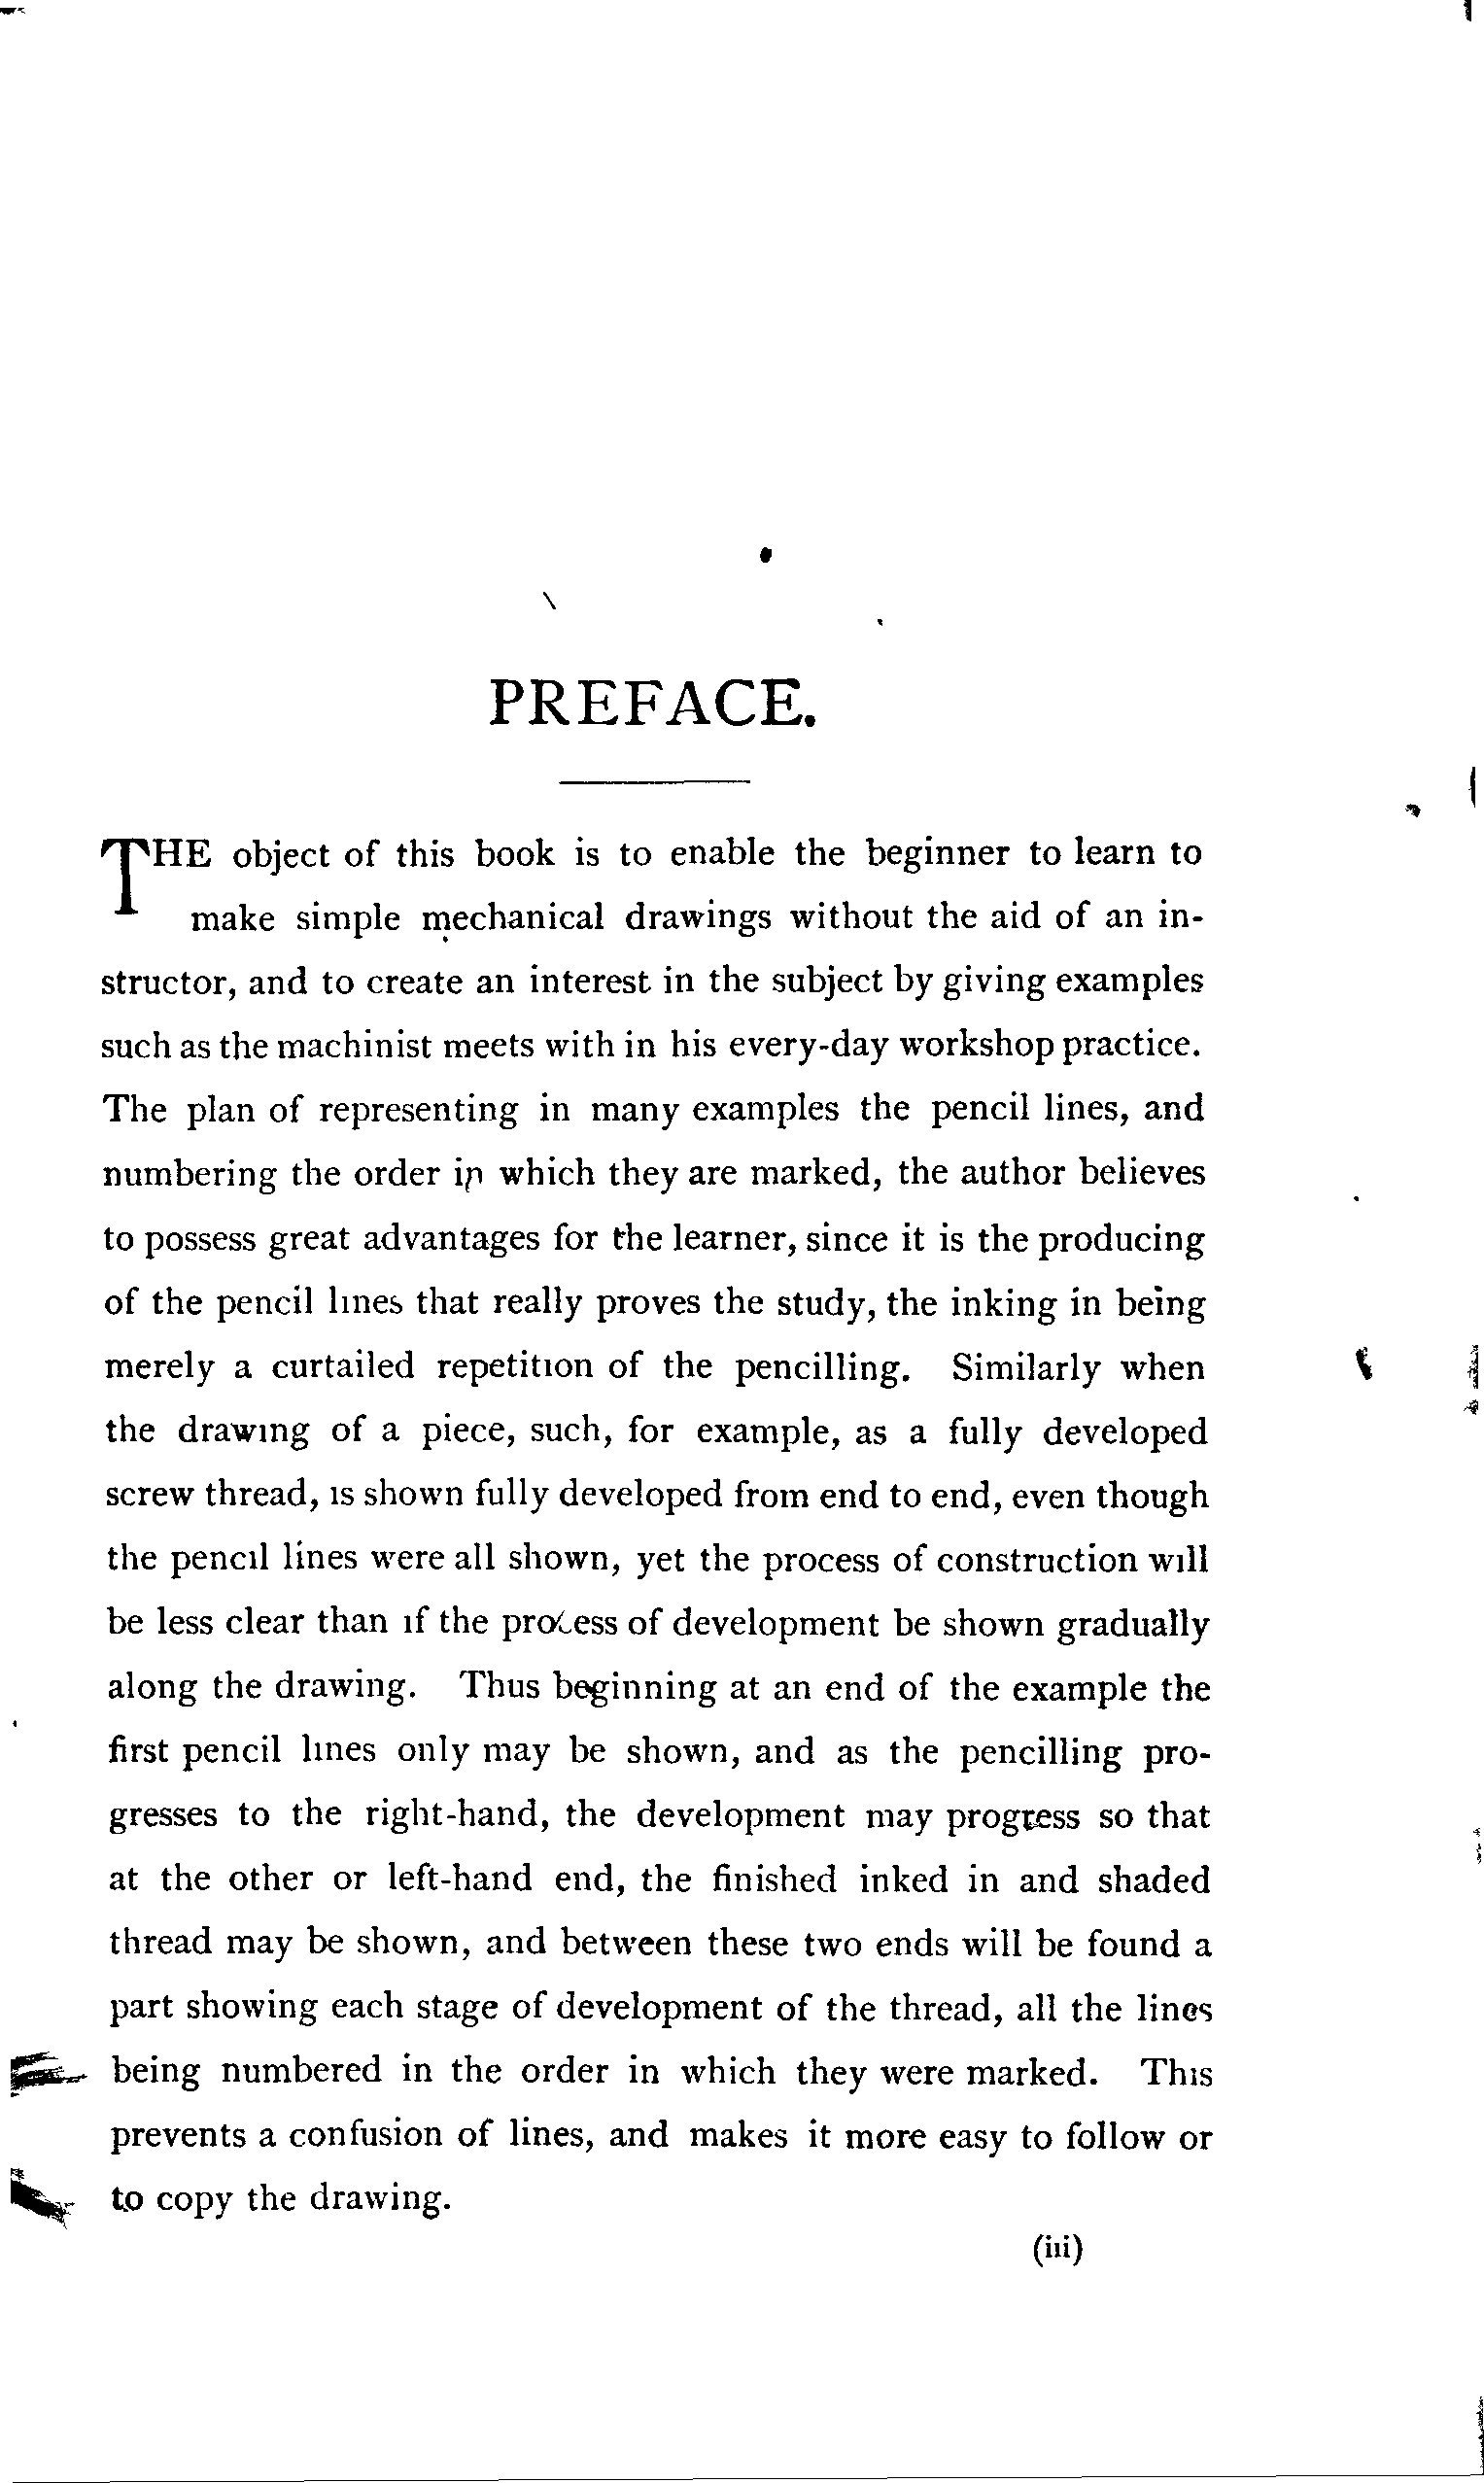 PREFACE.
THE object of this book is to enable the beginner to learn to
make simple mechanical drawings without the aid of an in-
structor, and to create an interest in the subject by giving examples
such as the machinist meets with in his every-day workshop practice.
The plan of representing in many examples the pencil lines, and
numbering the order in which they are marked, the author believes
to possess great advantages for the learner, since it is the producing
of the pencil lines that really proves the study, the inking in being
merely a curtailed repetition of the pencilling. Similarly when
the drawing of a piece, such, for example, as a fully developed
screw thread, is shown fully developed from end to end, even though
the pencil lines were all shown, yet the process of construction will
be less clear than if the process of development be shown gradually
along the drawing. Thus beginning at an end of the example the
first pencil lines only may be shown, and as the pencilling pro-
gresses to the right-hand, the development may progress so that
at the other or left-hand end, the finished inked in and shaded
thread may be shown, and between these two ends will be found a
part showing each stage of development of the thread, all the lines
being numbered in the order in which they were marked. This
prevents a confusion of lines, and makes it more easy to follow or
to copy the drawing.
(iii)